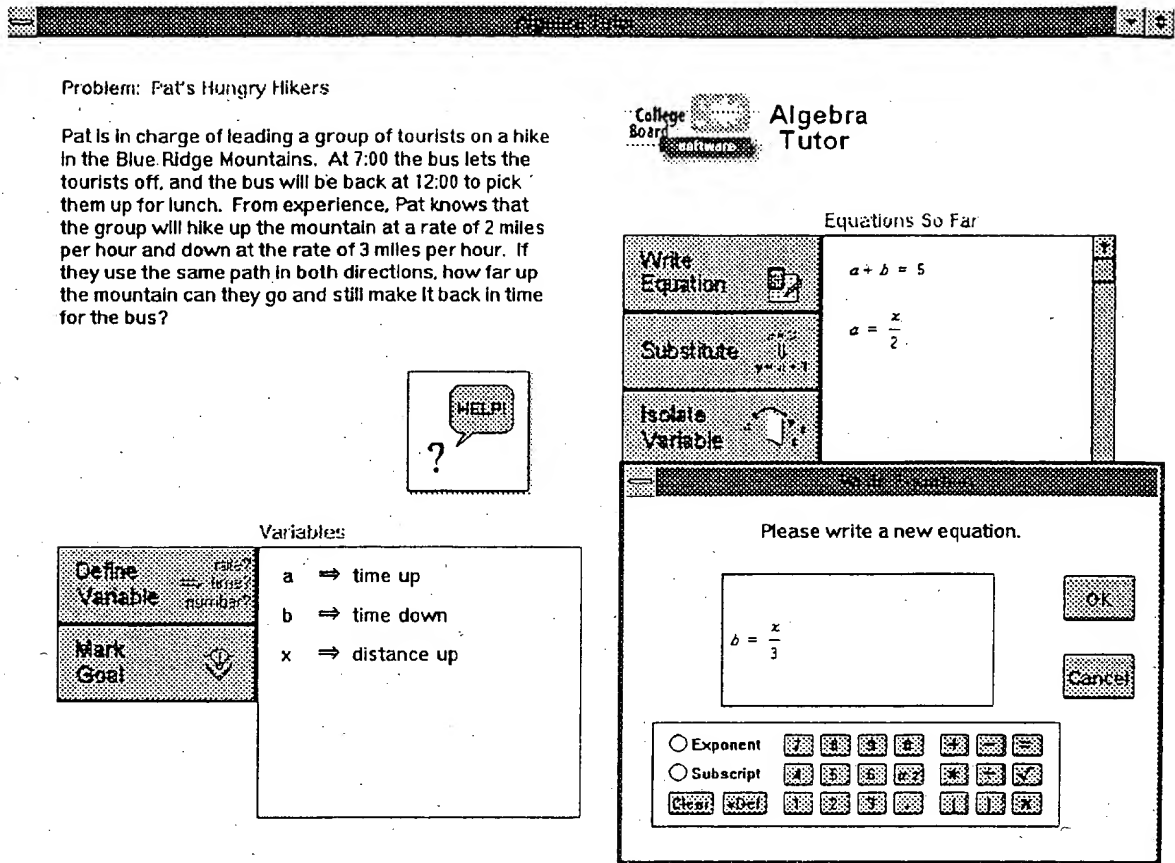 Algebra Tutor
Problem: Pat's Hungry Hikers
Pat is in charge of leading a group of tourists on a hike
in the Blue Ridge Mountains. At 7:00 the bus lets the
tourists off, and the bus will be back at 12:00 to pick
them up for lunch. From experience, Pat knows that
the group will hike up the mountain at a rate of 2 miles
per hour and down at the rate of 3 miles per hour. If
they use the same path in both directions, how far up
the mountain can they go and still make it back in time
for the bus?
HELP!
?
Variables
Define
Variable
rate?
time?
number?
Mark
Goal
a ⇒ time up
b ⇒ time down
x ⇒ distance up
College
Board
software
Algebra
Tutor
Equations So Far
Write
Equation
Substitute
Isolate
Variable
a + b = 5
a = x/2
Write Equation
Please write a new equation.
b = x/3
OK
Cancel
Exponent 7 8 9 0 + - =
Subscript 4 5 6 * ÷ √
Clear 1 2 3 . ( ) π